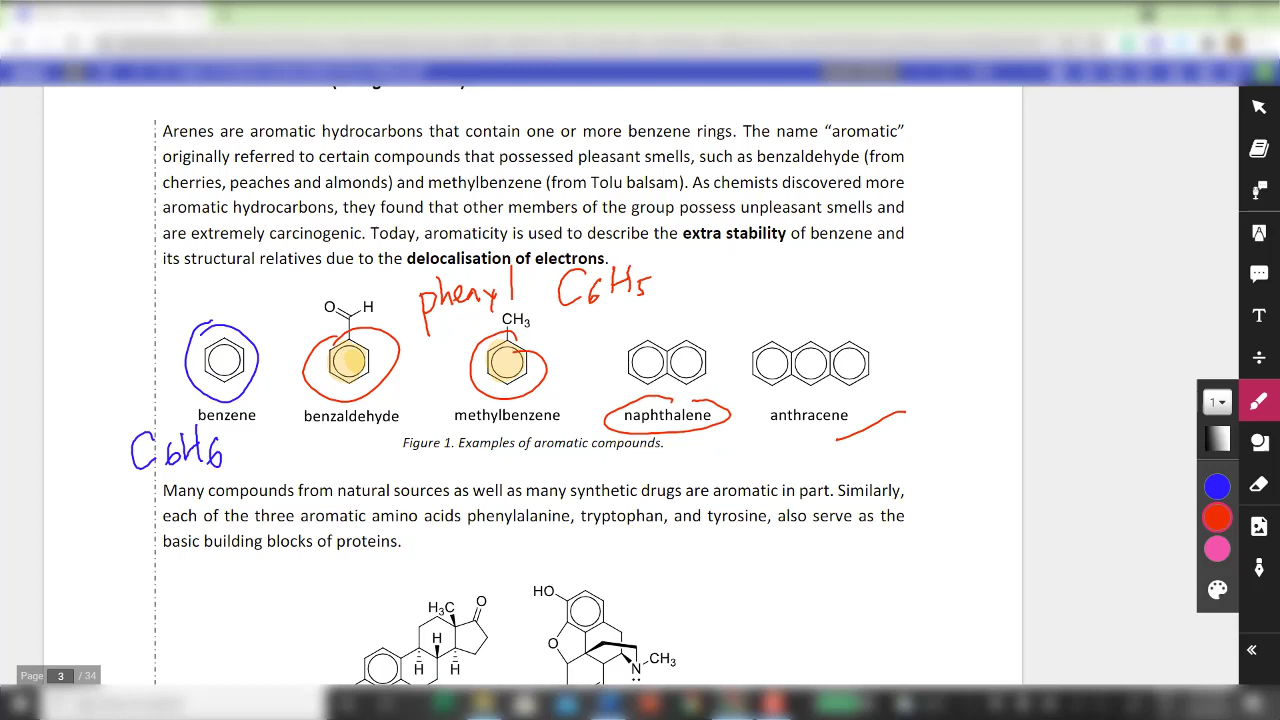 Arenes are aromatic hydrocarbons that contain one or more benzene rings. The name “aromatic”
originally referred to certain compounds that possessed pleasant smells, such as benzaldehyde (from
cherries, peaches and almonds) and methylbenzene (from Tolu balsam). As chemists discovered more
aromatic hydrocarbons, they found that other members of the group possess unpleasant smells and
are extremely carcinogenic. Today, aromaticity is used to describe the extra stability of benzene and
its structural relatives due to the delocalisation of electrons.
phenyl C6H5
O H
CH3
benzene benzaldehyde methylbenzene naphthalene anthracene
Figure 1. Examples of aromatic compounds.
C6H6
Many compounds from natural sources as well as many synthetic drugs are aromatic in part. Similarly,
each of the three aromatic amino acids phenylalanine, tryptophan, and tyrosine, also serve as the
basic building blocks of proteins.
HO
H3C O
H
O
H H
N CH3
Page 3 / 34
1
T